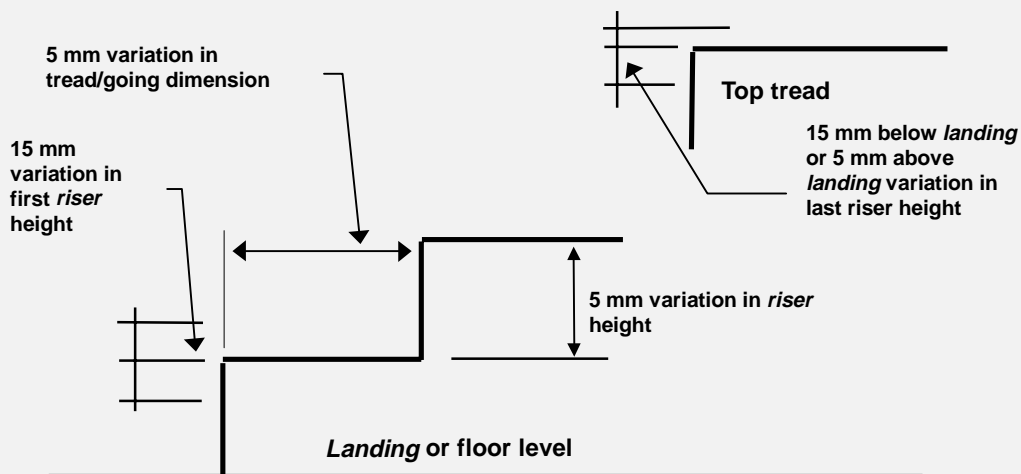 5 mm variation in
tread/going dimension
15 mm
variation in
first riser
height
Top tread
15 mm below landing
or 5 mm above
landing variation in
last riser height
5 mm variation in riser
height
Landing or floor level